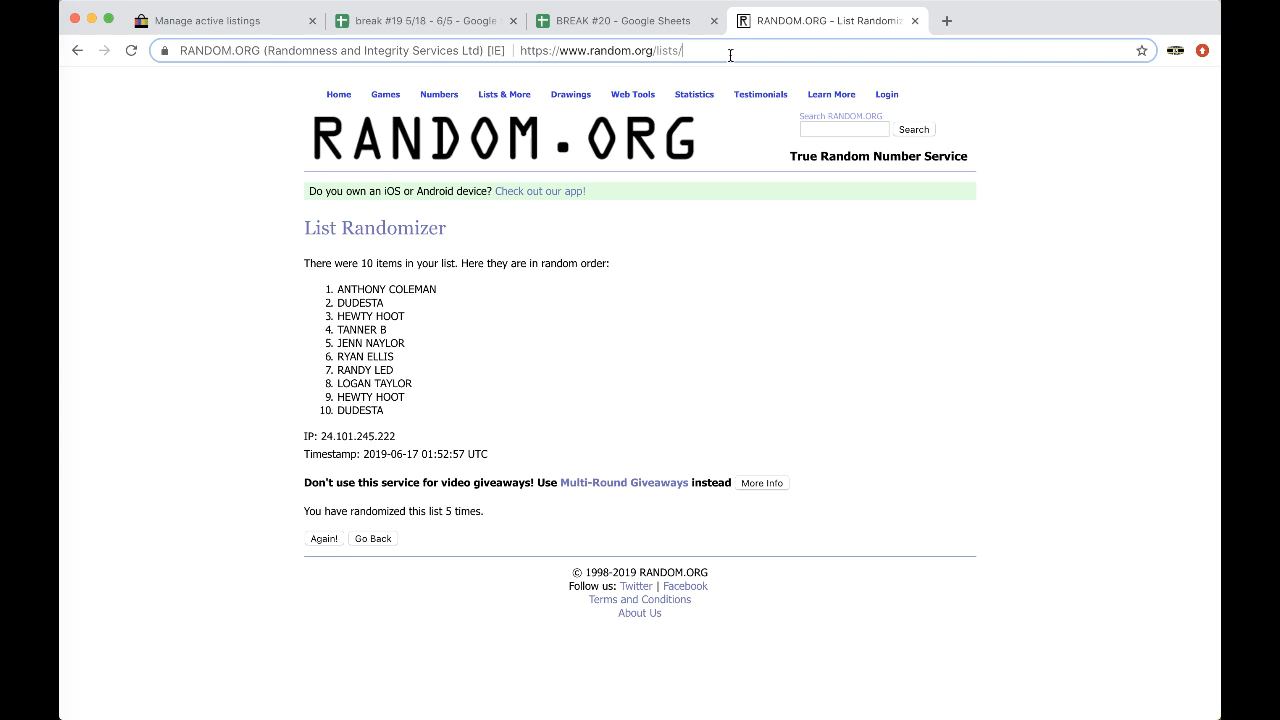 Manage active listings
break #19 5/18 - 6/5 - Google
BREAK #20 - Google Sheets
RANDOM.ORG - List Randomiz
RANDOM.ORG (Randomness and Integrity Services Ltd) [IE] https://www.random.org/lists/
Home Games Numbers Lists & More Drawings Web Tools Statistics Testimonials Learn More Login
RANDOM.ORG
Search RANDOM.ORG
Search
True Random Number Service
Do you own an iOS or Android device? Check out our app!
List Randomizer
There were 10 items in your list. Here they are in random order:
1. ANTHONY COLEMAN
2. DUDESTA
3. HEWTY HOOT
4. TANNER B
5. JENN NAYLOR
6. RYAN ELLIS
7. RANDY LED
8. LOGAN TAYLOR
9. HEWTY HOOT
10. DUDESTA
IP: 24.101.245.222
Timestamp: 2019-06-17 01:52:57 UTC
Don't use this service for video giveaways! Use Multi-Round Giveaways instead More Info
You have randomized this list 5 times.
Again! Go Back
© 1998-2019 RANDOM.ORG
Follow us: Twitter | Facebook
Terms and Conditions
About Us